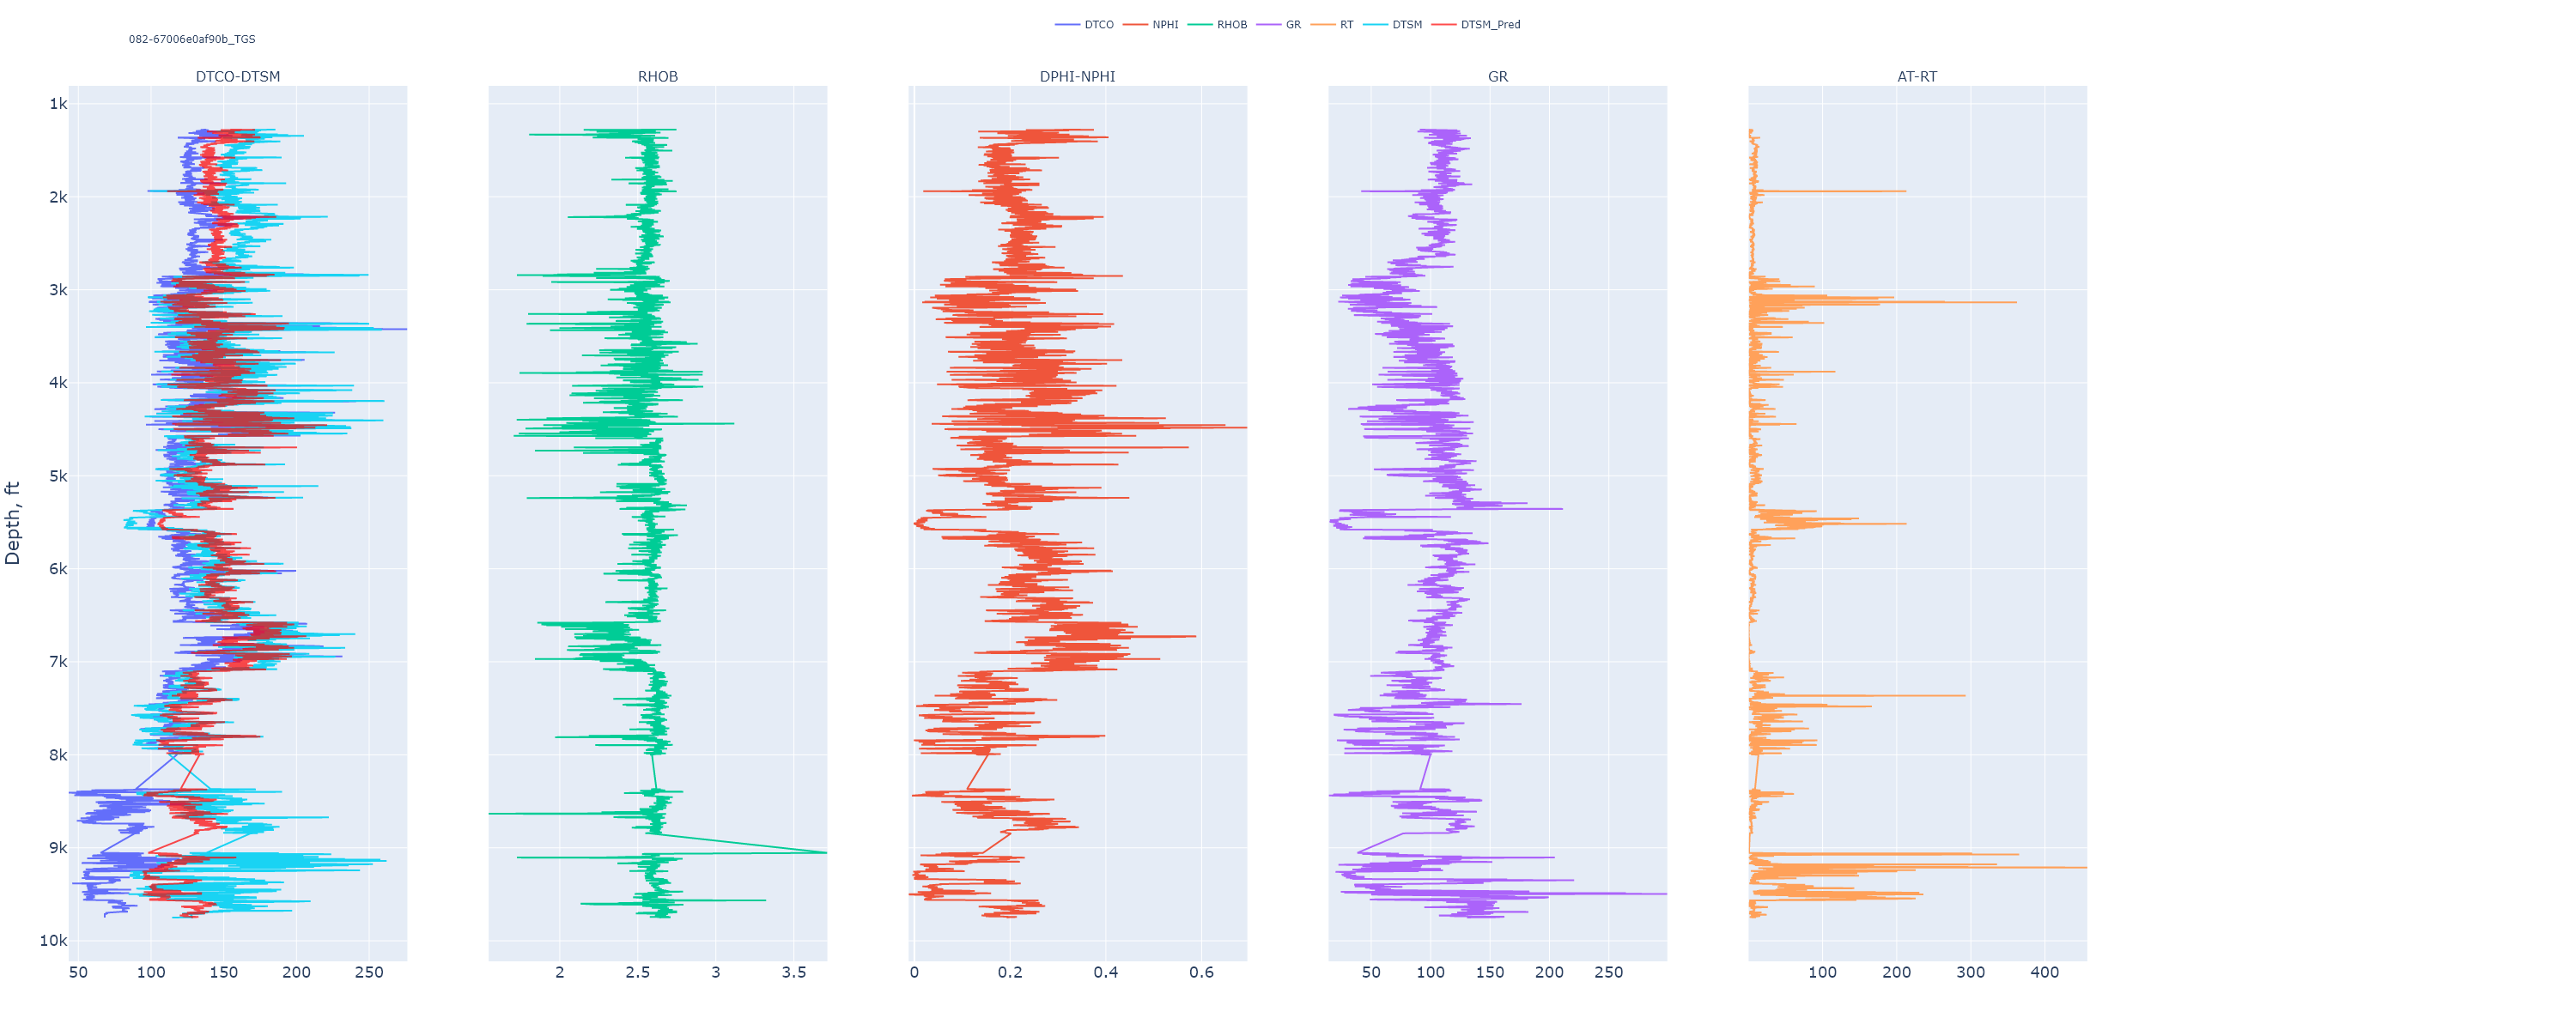 DTCO NPHI RHOB GR RT DTSM DTSM_Pred
082-67006e0af90b_TGS
DTCO-DTSM RHOB DPHI-NPHI GR AT-RT
Depth, ft
1k
2k
3k
4k
5k
6k
7k
8k
9k
10k
50 100 150 200 250
2 2.5 3 3.5
0 0.2 0.4 0.6
50 100 150 200 250
100 200 300 400